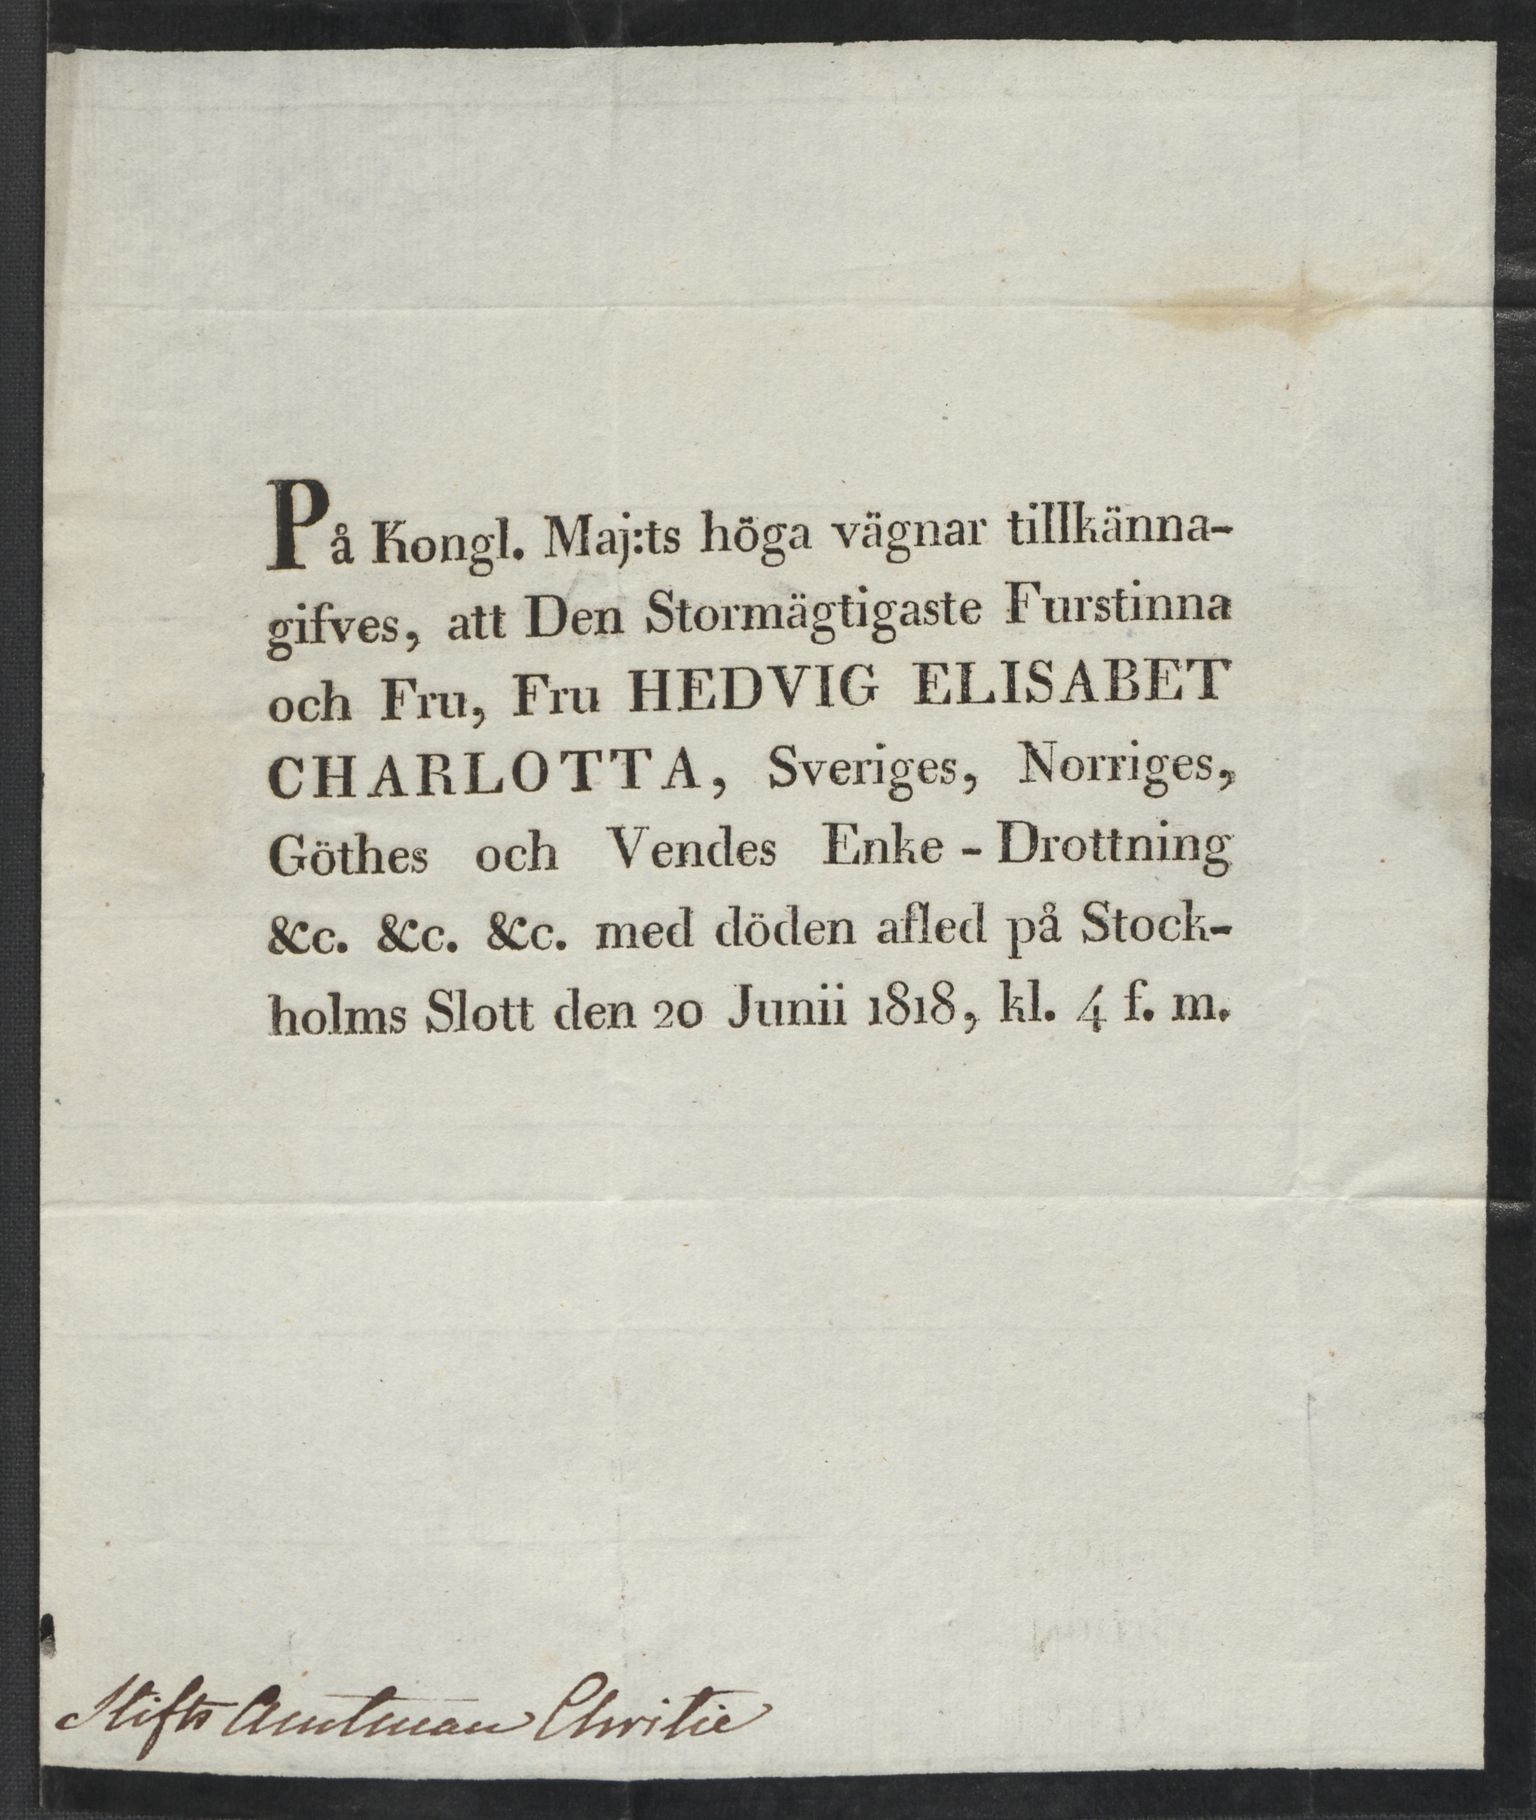 På Kongl. Maj:ts höga vägnar tillkänna-
gifves, att Den Stormägtigaste Furstinna
och Fru, Fru HEDVIG ELISABET
CHARLOTTA, Sveriges, Norriges,
Göthes och Vendes Enke-Drottning
&c. &c. &c. med döden afled på Stock-
holms Slott den 20 Junii 1818, kl. 4 f. m.
Stifts Amtman Christie